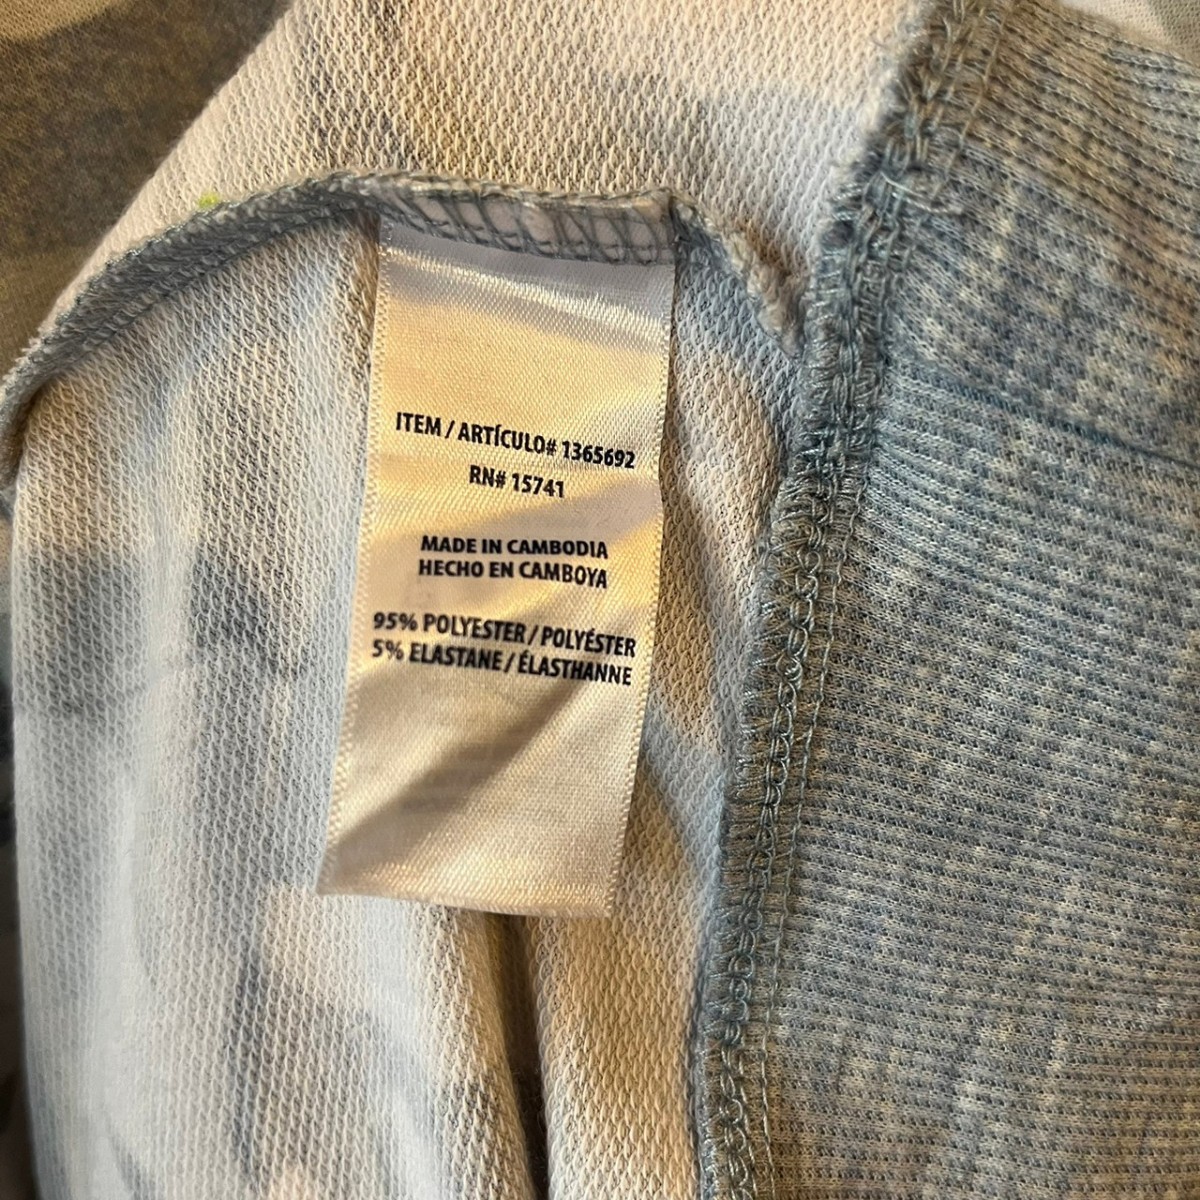 ITEM / ARTÍCULO# 1365692
RN# 15741
MADE IN CAMBODIA
HECHO EN CAMBOYA
95% POLYESTER / POLYÉSTER
5% ELASTANE / ÉLASTHANNE